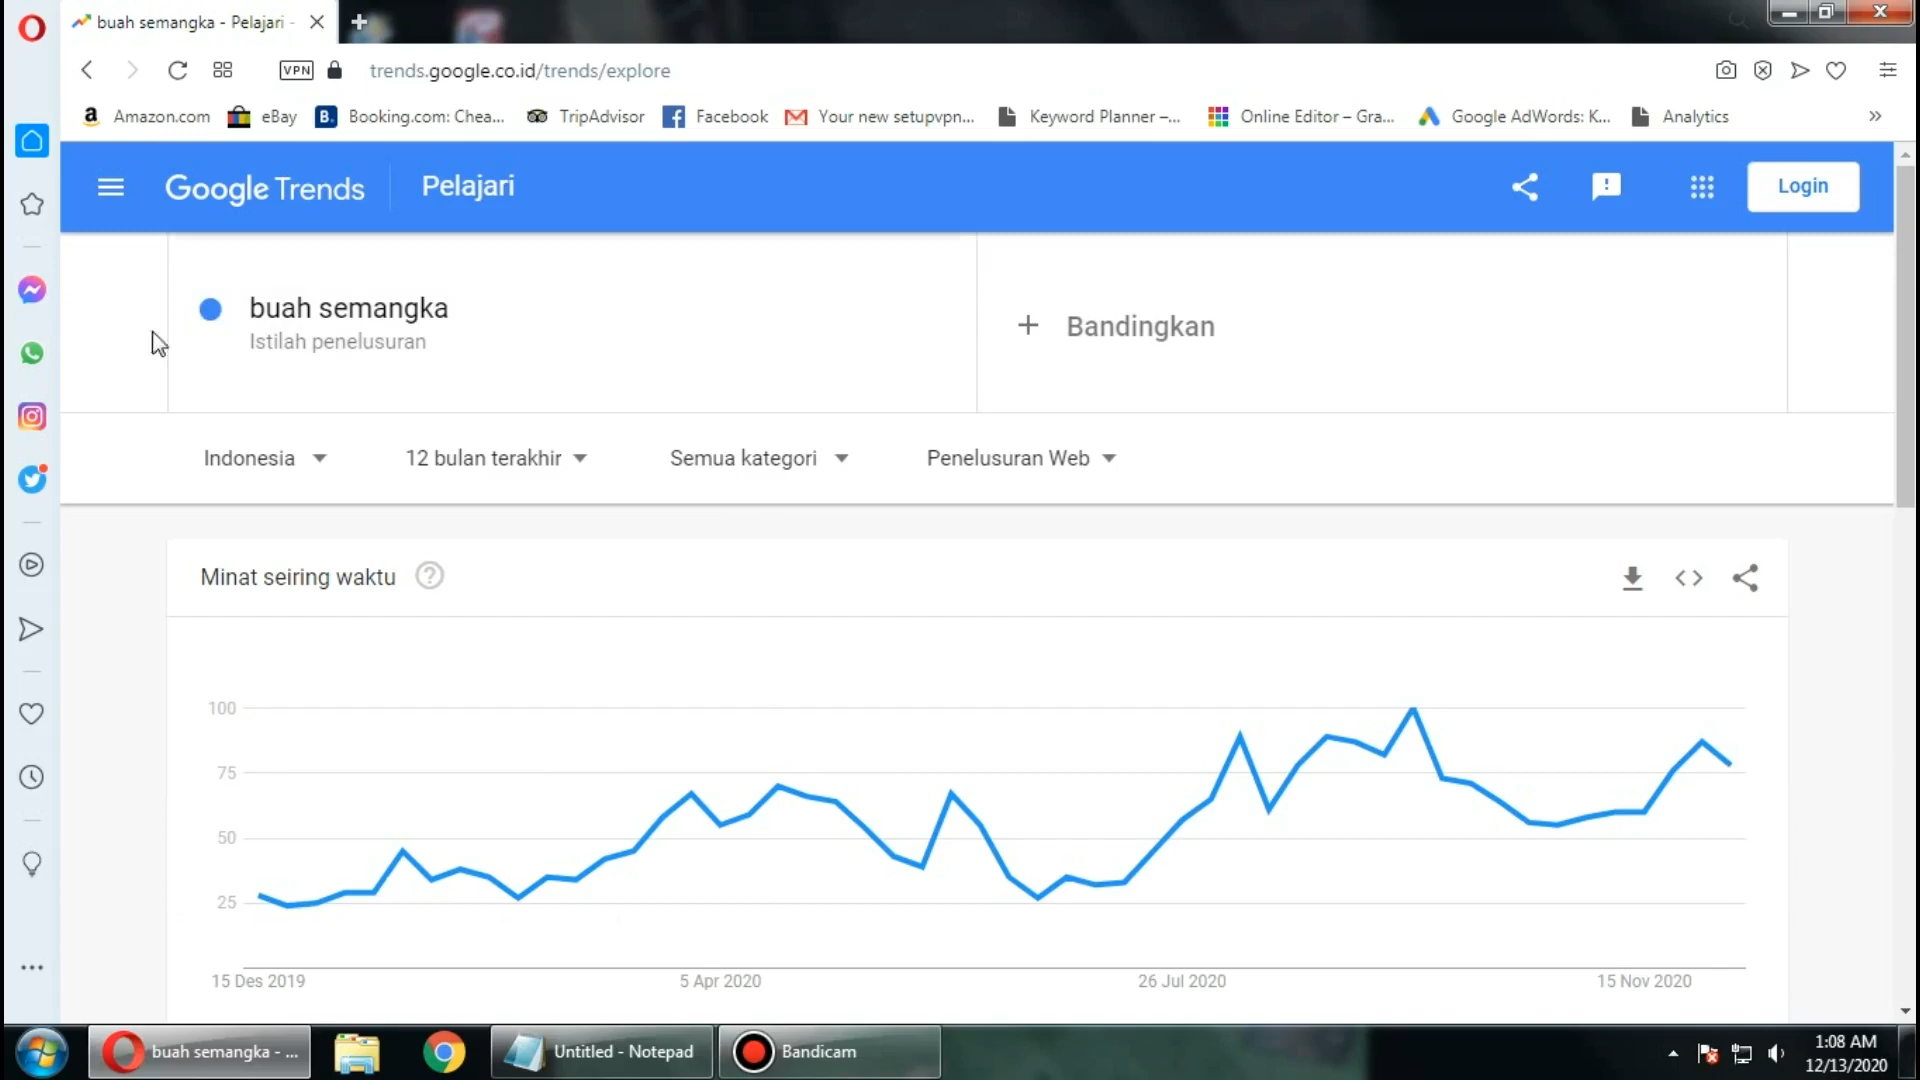 buah semangka - Pelajari -
VPN
trends.google.co.id/trends/explore
Amazon.com
eBay
Booking.com: Chea...
TripAdvisor
Facebook
Your new setupvpn...
Keyword Planner –...
Online Editor – Gra...
Google AdWords: K...
Analytics
»
Google Trends
Pelajari
Login
buah semangka
Istilah penelusuran
+ Bandingkan
Indonesia
12 bulan terakhir
Semua kategori
Penelusuran Web
Minat seiring waktu
100
75
50
25
15 Des 2019
5 Apr 2020
26 Jul 2020
15 Nov 2020
buah semangka - ...
Untitled - Notepad
Bandicam
1:08 AM
12/13/2020